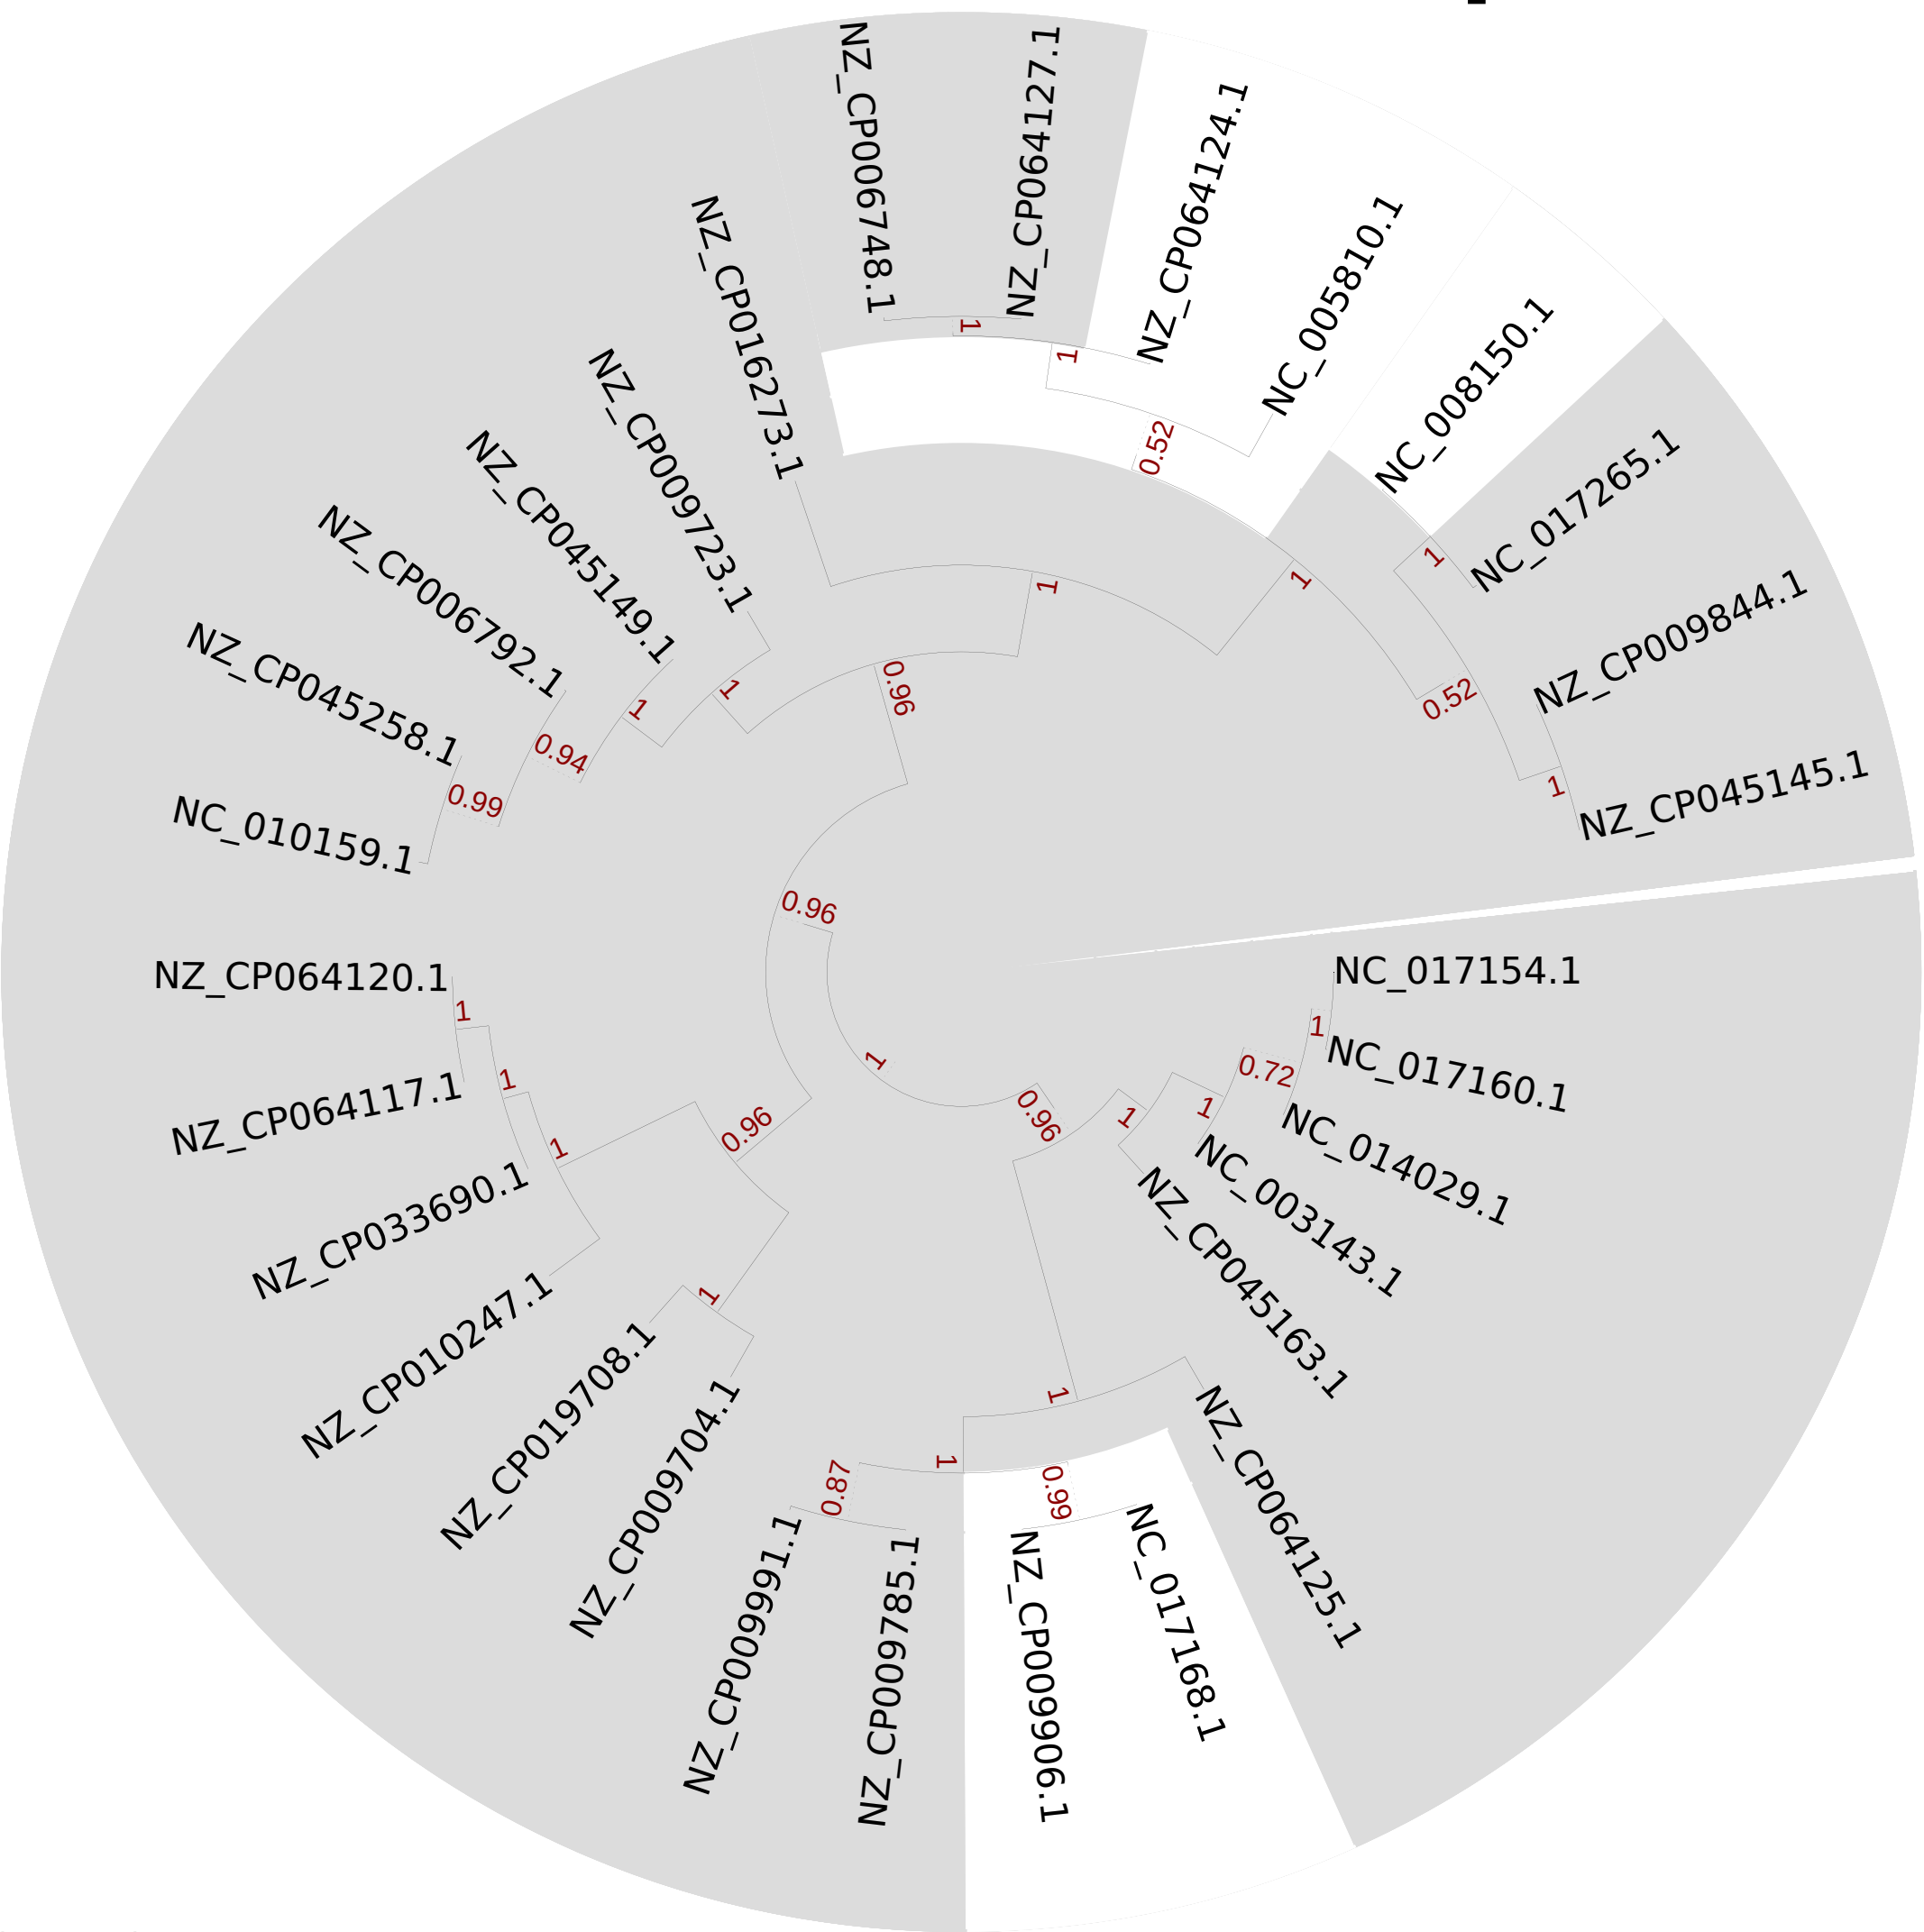 NZ_CP006748.1
NZ_CP064127.1
NZ_CP064124.1
NC_005810.1
NC_008150.1
NC_017265.1
NZ_CP009844.1
NZ_CP045145.1
NC_017154.1
NC_017160.1
NC_014029.1
NC_003143.1
NZ_CP045163.1
NZ_CP064125.1
NC_017168.1
NZ_CP009906.1
NZ_CP009785.1
NZ_CP009991.1
NZ_CP009704.1
NZ_CP019708.1
NZ_CP010247.1
NZ_CP033690.1
NZ_CP064117.1
NZ_CP064120.1
NC_010159.1
NZ_CP045258.1
NZ_CP006792.1
NZ_CP045149.1
NZ_CP009723.1
NZ_CP016273.1
1
1
0.52
1
1
0.52
1
1
0.96
1
1
0.94
0.99
0.96
1
0.96
1
1
1
0.96
1
1
0.72
1
1
1
1
0.99
0.87